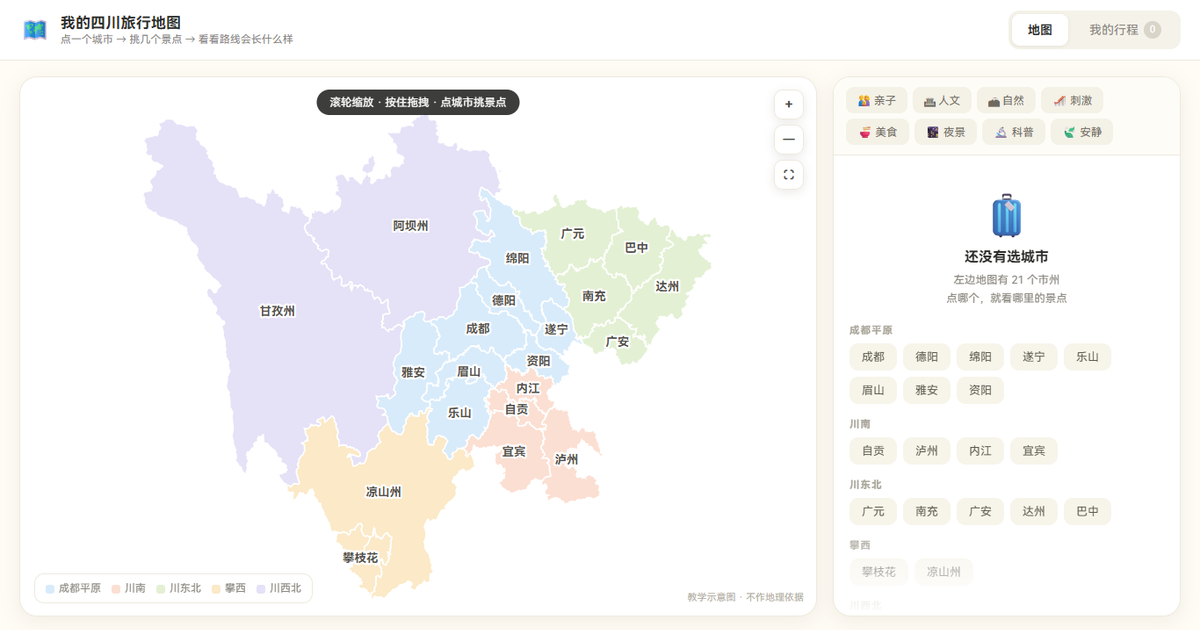 我的四川旅行地图
点一个城市 → 挑几个景点 → 看看路线会长什么样
地图
我的行程 0
滚轮缩放 · 按住拖拽 · 点城市挑景点
+
—
阿坝州
广元
巴中
绵阳
达州
南充
德阳
甘孜州
成都
遂宁
广安
资阳
雅安
眉山
内江
乐山
自贡
宜宾
泸州
凉山州
攀枝花
成都平原 川南 川东北 攀西 川西北
教学示意图 · 不作地理依据
亲子 人文 自然 刺激
美食 夜景 科普 安静
还没有选城市
左边地图有 21 个市州
点哪个，就看哪里的景点
成都平原
成都 德阳 绵阳 遂宁 乐山
眉山 雅安 资阳
川南
自贡 泸州 内江 宜宾
川东北
广元 南充 广安 达州 巴中
攀西
攀枝花 凉山州
川西北